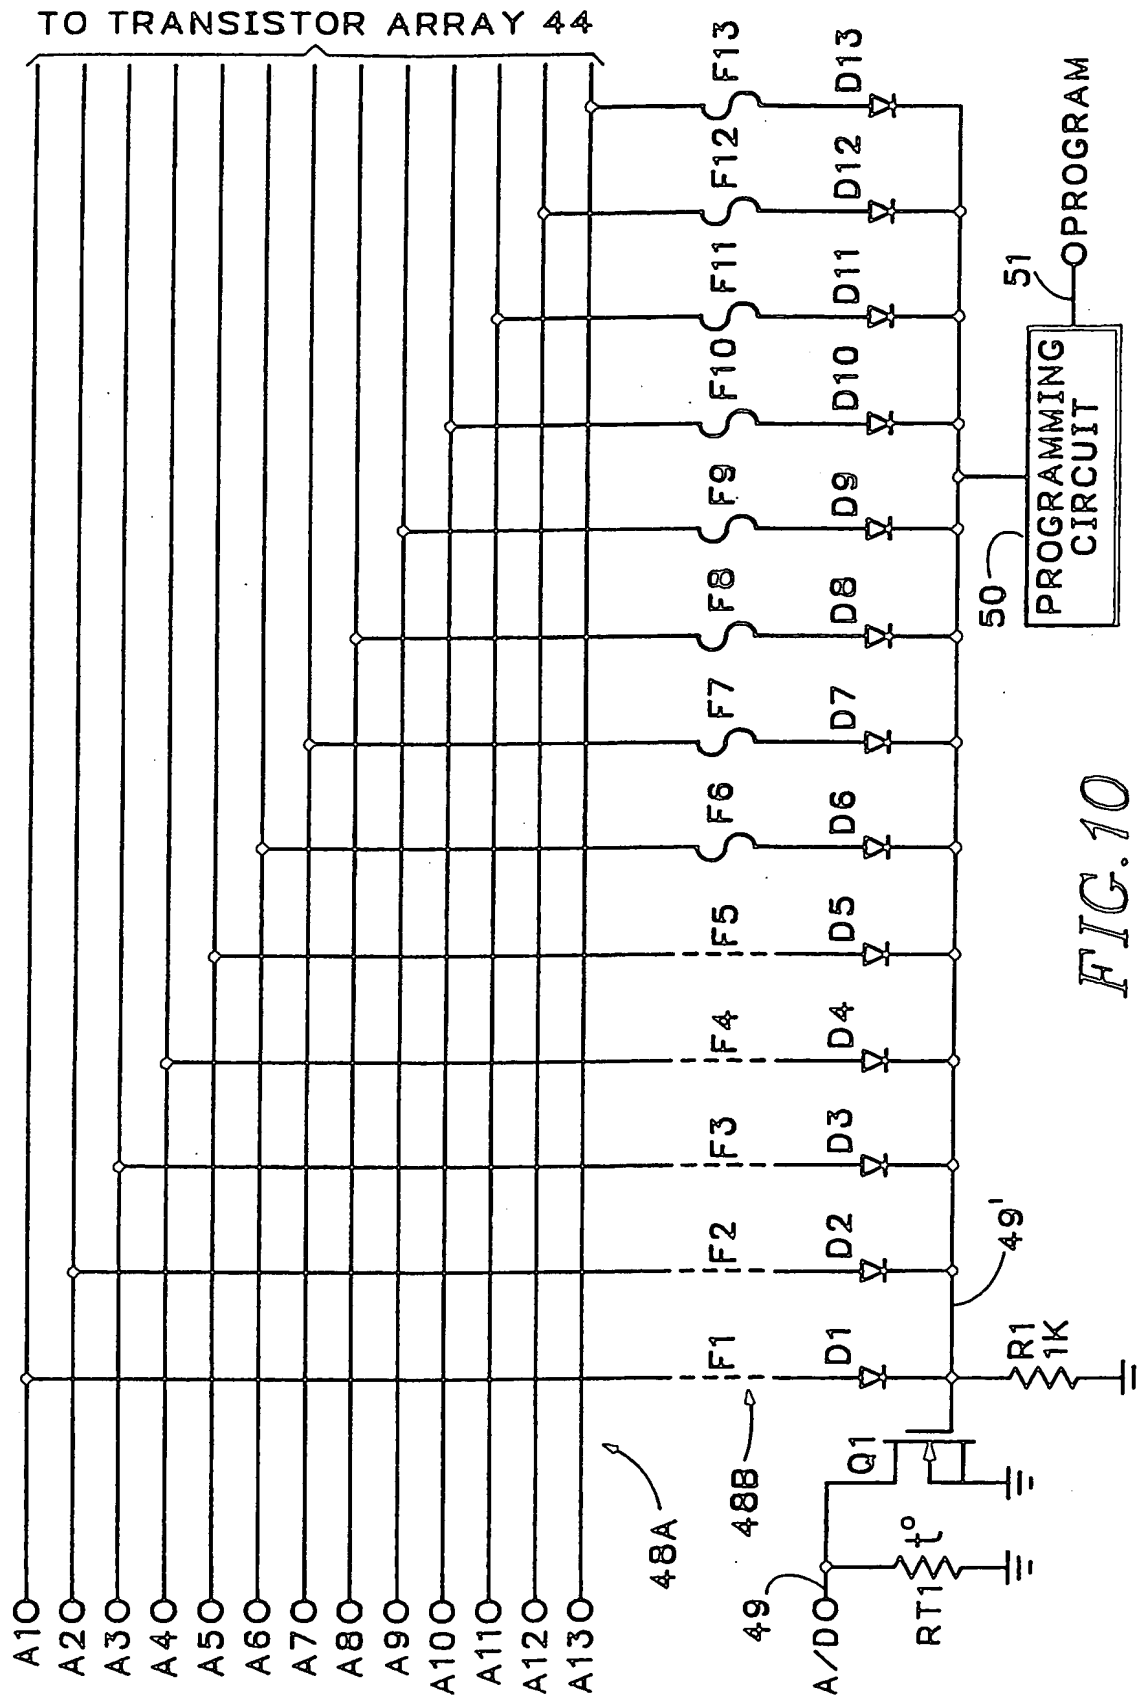 TO TRANSISTOR ARRAY 44
A1
A2
A3
A4
A5
A6
A7
A8
A9
A10
A11
A12
A13
48A
48B
F1
F2
F3
F4
F5
F6
F7
F8
F9
F10
F11
F12
F13
D1
D2
D3
D4
D5
D6
D7
D8
D9
D10
D11
D12
D13
49
A/D
RT1
t°
Q1
R1
1K
49'
50
PROGRAMMING
CIRCUIT
51
PROGRAM
FIG. 10